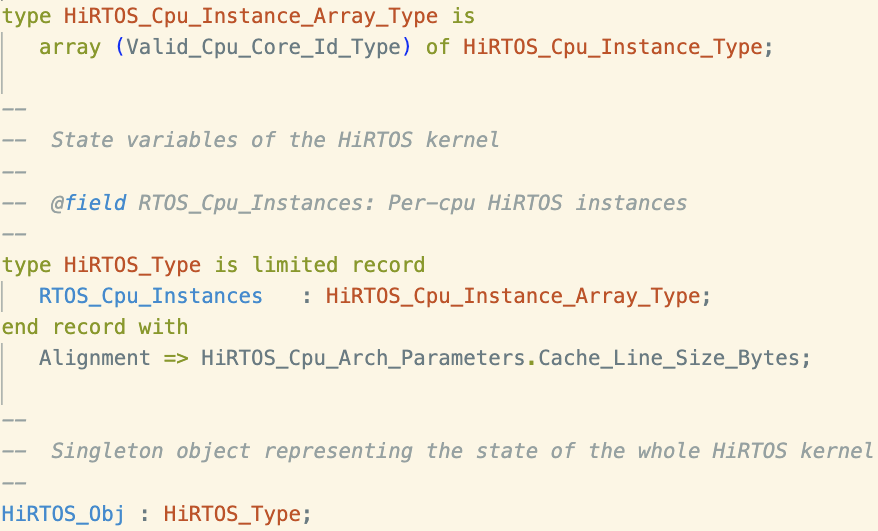 type HiRTOS_Cpu_Instance_Array_Type is
   array (Valid_Cpu_Core_Id_Type) of HiRTOS_Cpu_Instance_Type;
--
--  State variables of the HiRTOS kernel
--
--  @field RTOS_Cpu_Instances: Per-cpu HiRTOS instances
--
type HiRTOS_Type is limited record
   RTOS_Cpu_Instances   : HiRTOS_Cpu_Instance_Array_Type;
end record with
   Alignment => HiRTOS_Cpu_Arch_Parameters.Cache_Line_Size_Bytes;
--
--  Singleton object representing the state of the whole HiRTOS kernel
--
HiRTOS_Obj : HiRTOS_Type;